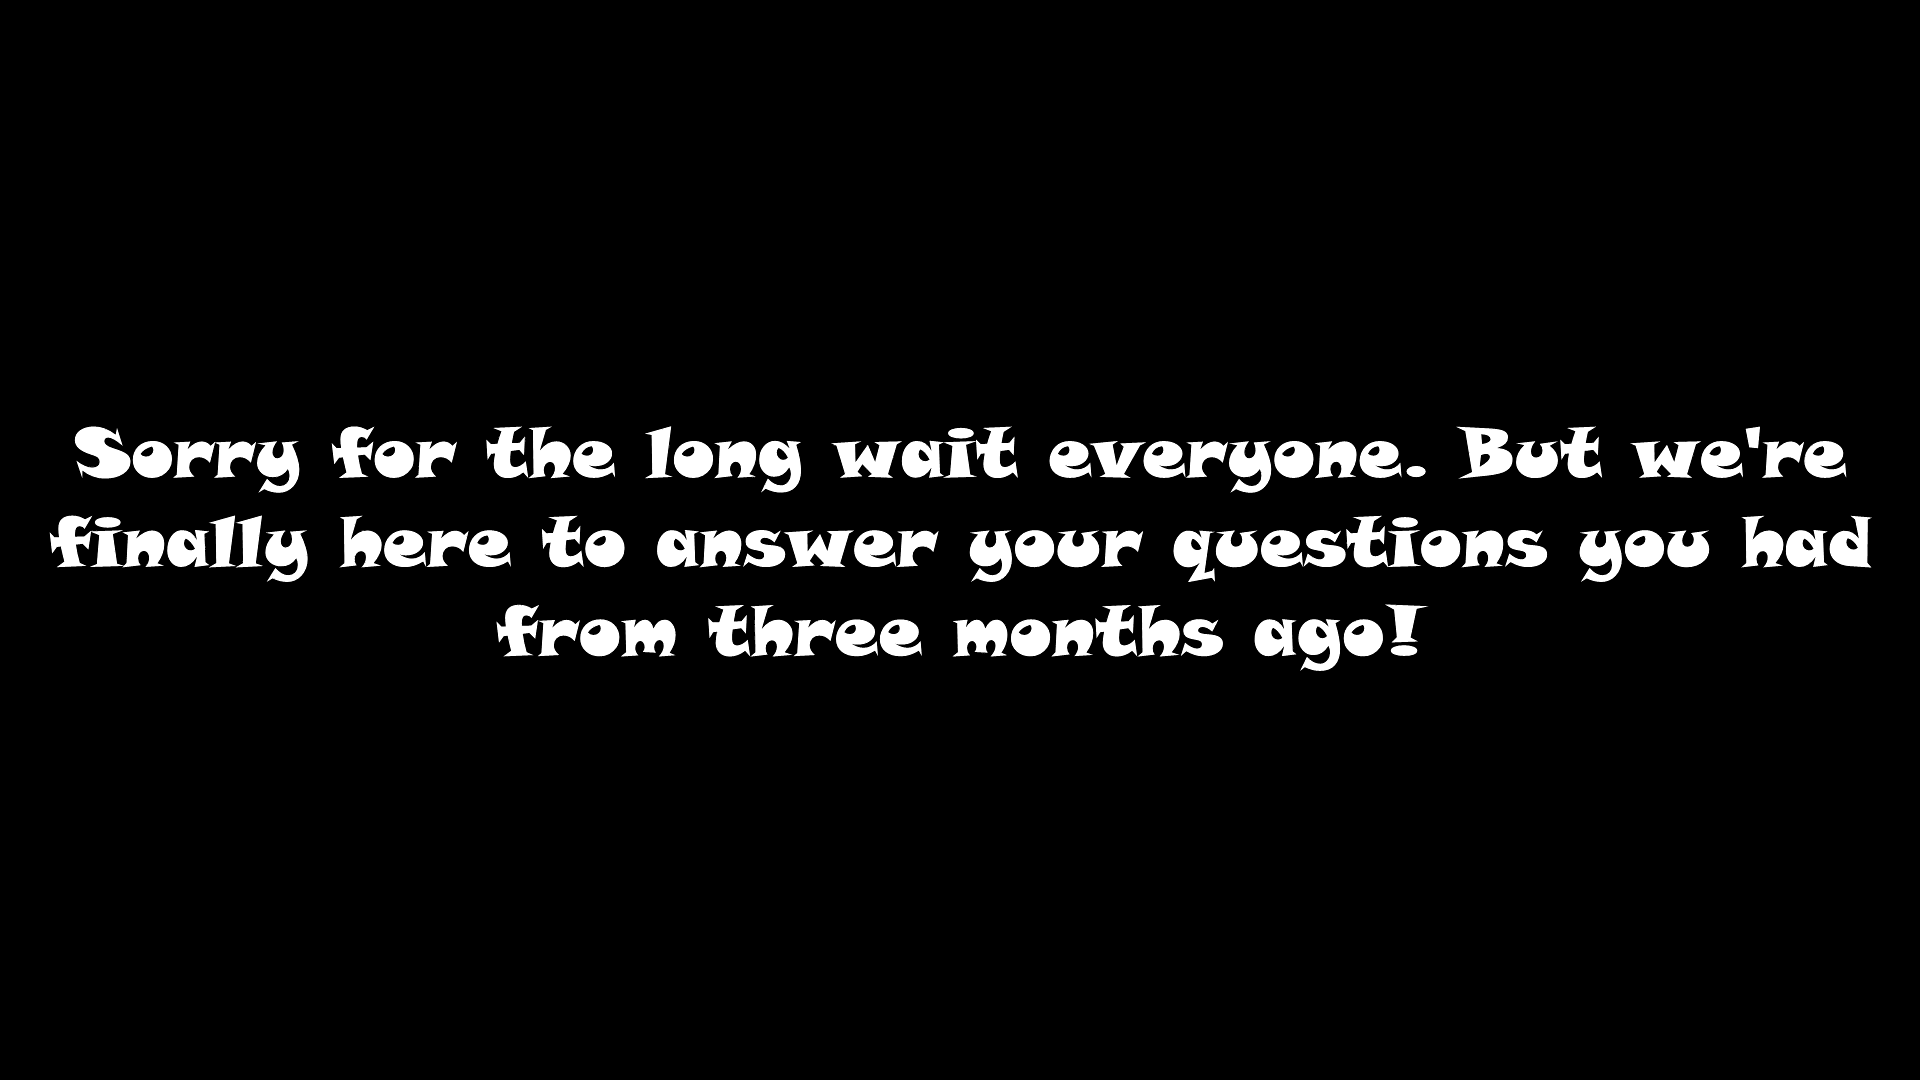 Sorry for the long wait everyone. But we're
finally here to answer your questions you had
from three months ago!